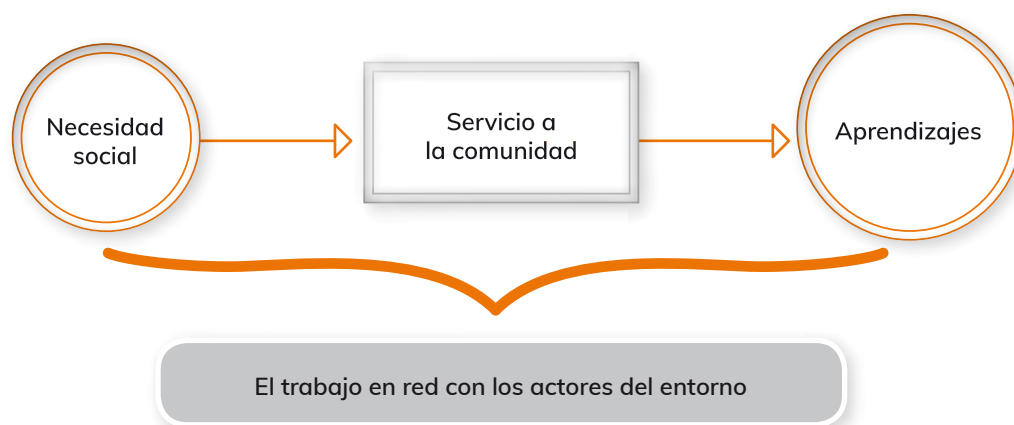 Necesidad
social
Servicio a
la comunidad
Aprendizajes
El trabajo en red con los actores del entorno